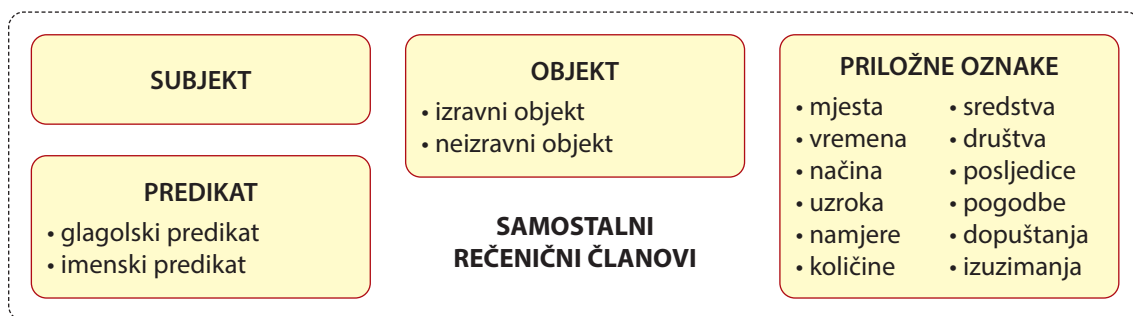 SUBJEKT
PREDIKAT
• glagolski predikat
• imenski predikat
OBJEKT
• izravni objekt
• neizravni objekt
SAMOSTALNI
REČENIČNI ČLANOVI
PRILOŽNE OZNAKE
• mjesta
• vremena
• načina
• uzroka
• namjere
• količine
• sredstva
• društva
• posljedice
• pogodbe
• dopuštanja
• izuzimanja